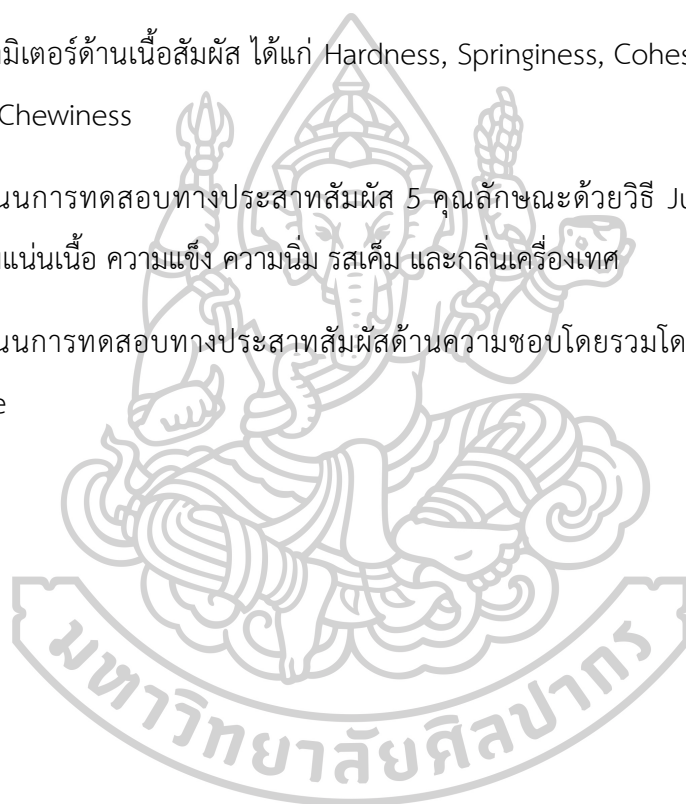 มิเตอร์ด้านเนื้อสัมผัส ได้แก่ Hardness, Springiness, Cohes
Chewiness
นนการทดสอบทางประสาทสัมผัส 5 คุณลักษณะด้วยวิธี Ju
แน่นเนื้อ ความแข็ง ความนิ่ม รสเค็ม และกลิ่นเครื่องเทศ
นนการทดสอบทางประสาทสัมผัสด้านความชอบโดยรวมโด
e
มหาวิทยาลัยศิลปากร